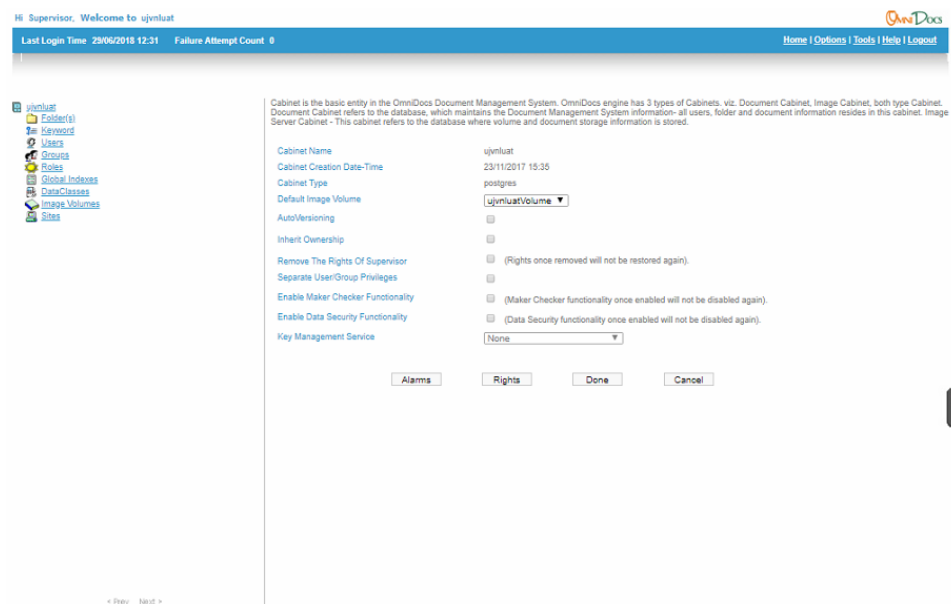 Hi Supervisor, Welcome to ujvnluat
OmniDocs
Last Login Time 29/06/2018 12:31 Failure Attempt Count 0
Home | Options | Tools | Help | Logout
ujvnluat
Folder(s)
Keyword
Users
Groups
Roles
Global Indexes
DataClasses
Image Volumes
Sites
Cabinet is the basic entity in the OmniDocs Document Management System. OmniDocs engine has 3 types of Cabinets. viz. Document Cabinet, Image Cabinet, both type Cabinet.
Document Cabinet refers to the database, which maintains the Document Management System information- all users, folder and document information resides in this cabinet. Image
Server Cabinet - This cabinet refers to the database where volume and document storage information is stored.
Cabinet Name ujvnluat
Cabinet Creation Date-Time 23/11/2017 15:35
Cabinet Type postgres
Default Image Volume ujvnluatVolume
AutoVersioning
Inherit Ownership
Remove The Rights Of Supervisor (Rights once removed will not be restored again).
Separate User/Group Privileges
Enable Maker Checker Functionality (Maker Checker functionality once enabled will not be disabled again).
Enable Data Security Functionality (Data Security functionality once enabled will not be disabled again).
Key Management Service None
Alarms Rights Done Cancel
< Prev Next >